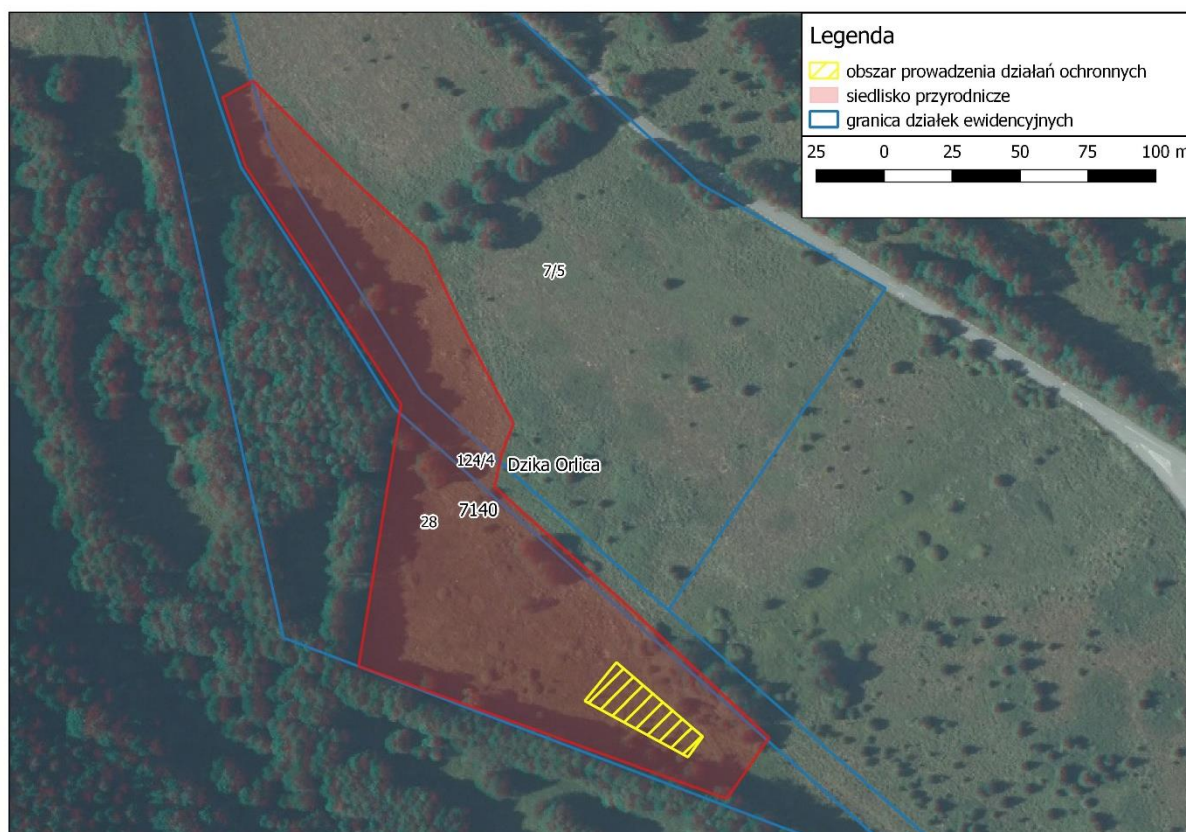 Legenda
obszar prowadzenia działań ochronnych
siedlisko przyrodnicze
granica działek ewidencyjnych
25 0 25 50 75 100 m
7/5
124/4 Dzika Orlica
7140
28